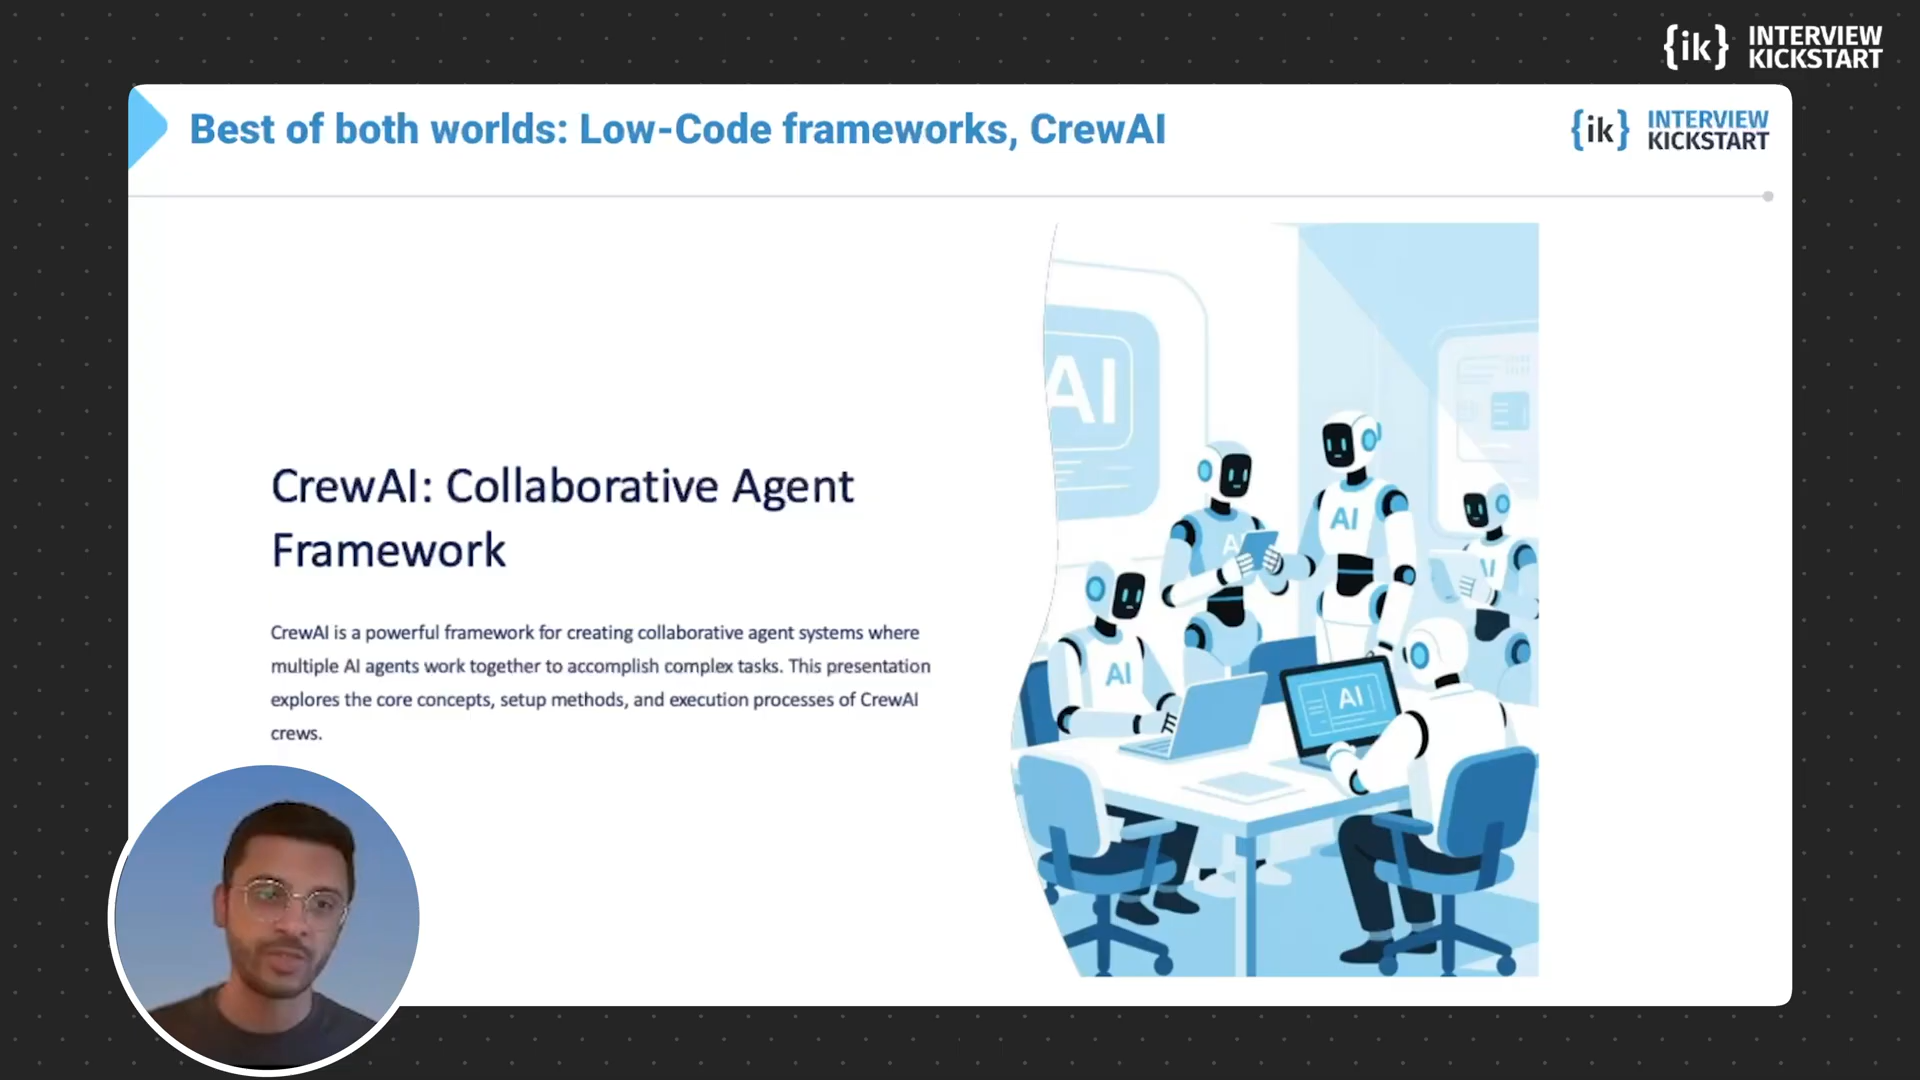 {ik} INTERVIEW
KICKSTART
Best of both worlds: Low-Code frameworks, CrewAI
{ik} INTERVIEW
KICKSTART
CrewAI: Collaborative Agent
Framework
CrewAI is a powerful framework for creating collaborative agent systems where
multiple AI agents work together to accomplish complex tasks. This presentation
explores the core concepts, setup methods, and execution processes of CrewAI
crews.
AI
AI
AI
AI
AI